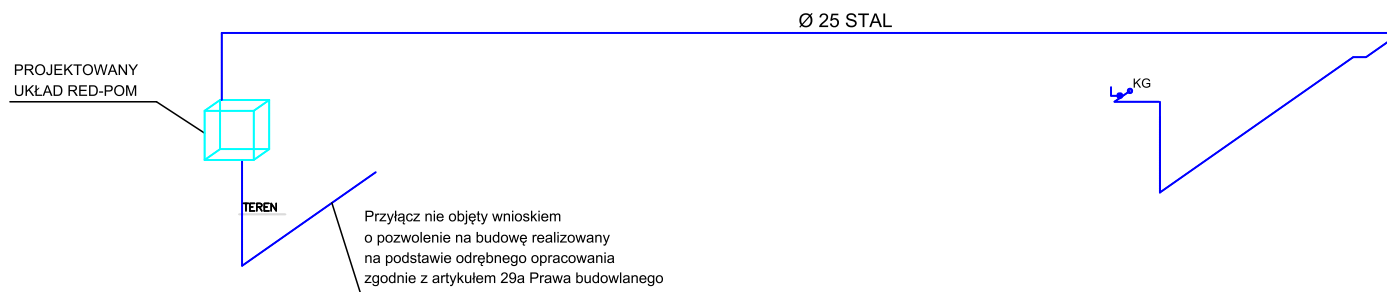 Ø 25 STAL
PROJEKTOWANY
UKŁAD RED-POM
KG
TEREN
Przyłącz nie objęty wnioskiem
o pozwolenie na budowę realizowany
na podstawie odrębnego opracowania
zgodnie z artykułem 29a Prawa budowlanego